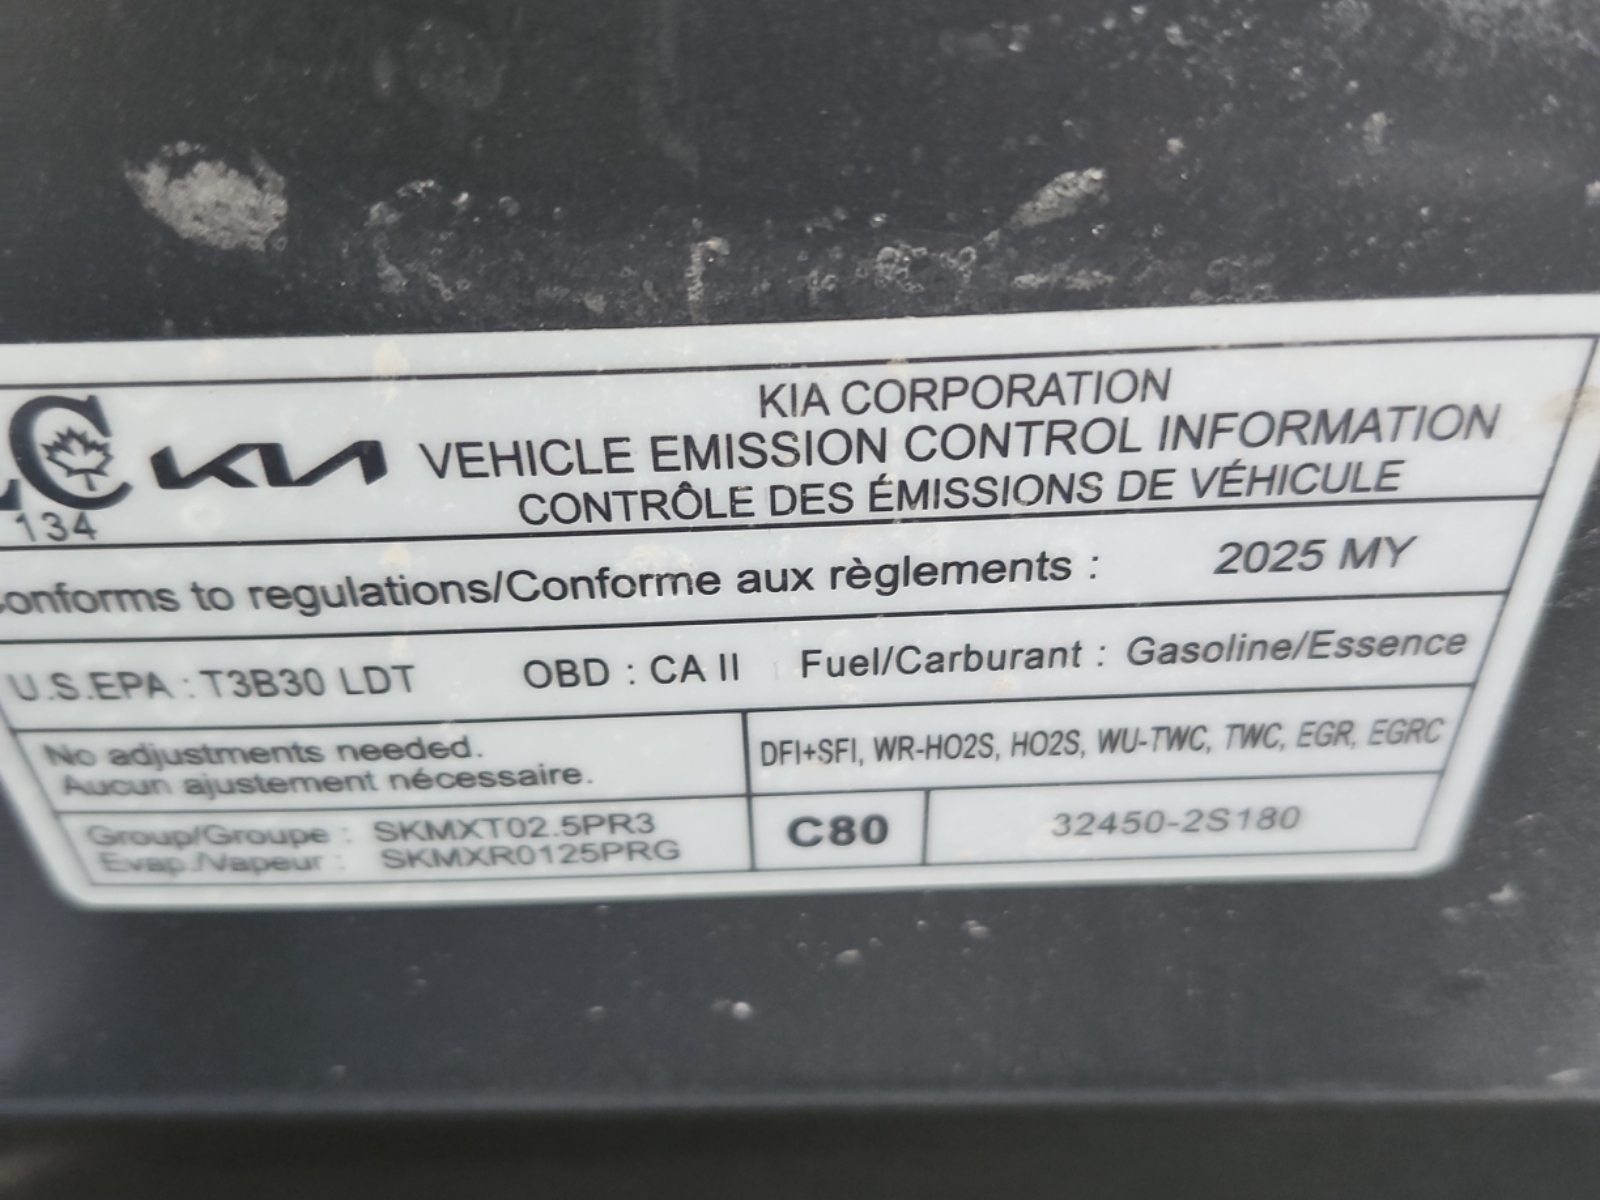 KIA CORPORATION
C KIA VEHICLE EMISSION CONTROL INFORMATION
CONTRÔLE DES ÉMISSIONS DE VÉHICULE
134
onforms to regulations/Conforme aux règlements : 2025 MY
U.S.EPA : T3B30 LDT OBD : CA II Fuel/Carburant : Gasoline/Essence
No adjustments needed.
Aucun ajustement nécessaire.
DFI+SFI, WR-HO2S, HO2S, WU-TWC, TWC, EGR, EGRC
Group/Groupe : SKMXT02.5PR3
Evap./Vapeur : SKMXR0125PRG
C80
32450-2S180